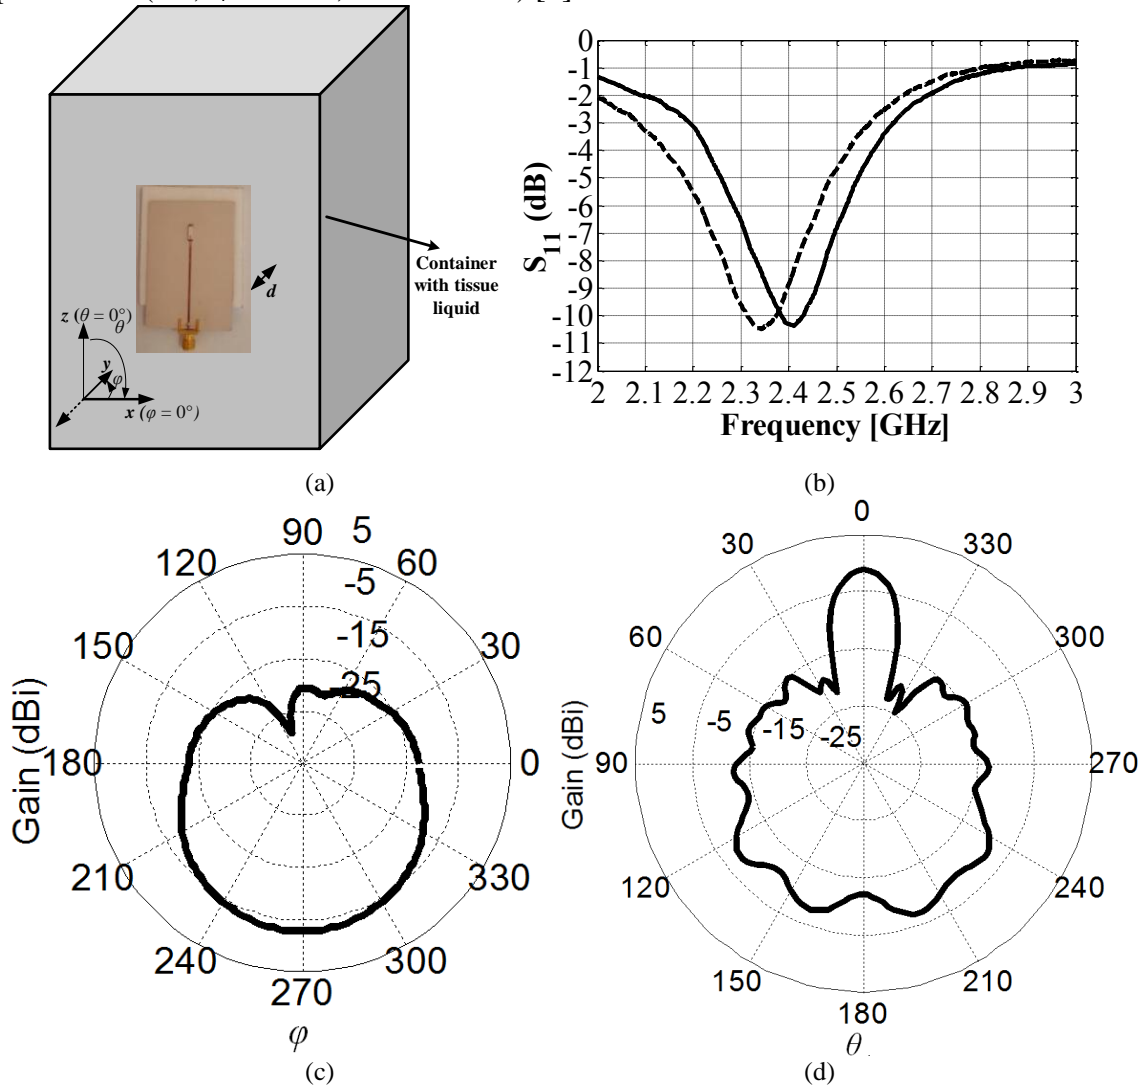 Container
with tissue
liquid
d
z (θ = 0°)
θ
y
φ
x (φ = 0°)
(a)
0
-1
-2
-3
-4
-5
-6
-7
-8
-9
-10
-11
-12
S11 (dB)
2 2.1 2.2 2.3 2.4 2.5 2.6 2.7 2.8 2.9 3
Frequency [GHz]
(b)
90 5
120 60
-5
150 -15 30
-25
Gain (dBi)
180 0
210 330
240 300
270
φ
(c)
0
30 330
60 300
5 -5 -15 -25
Gain (dBi)
90 270
120 240
150 210
180
θ
(d)